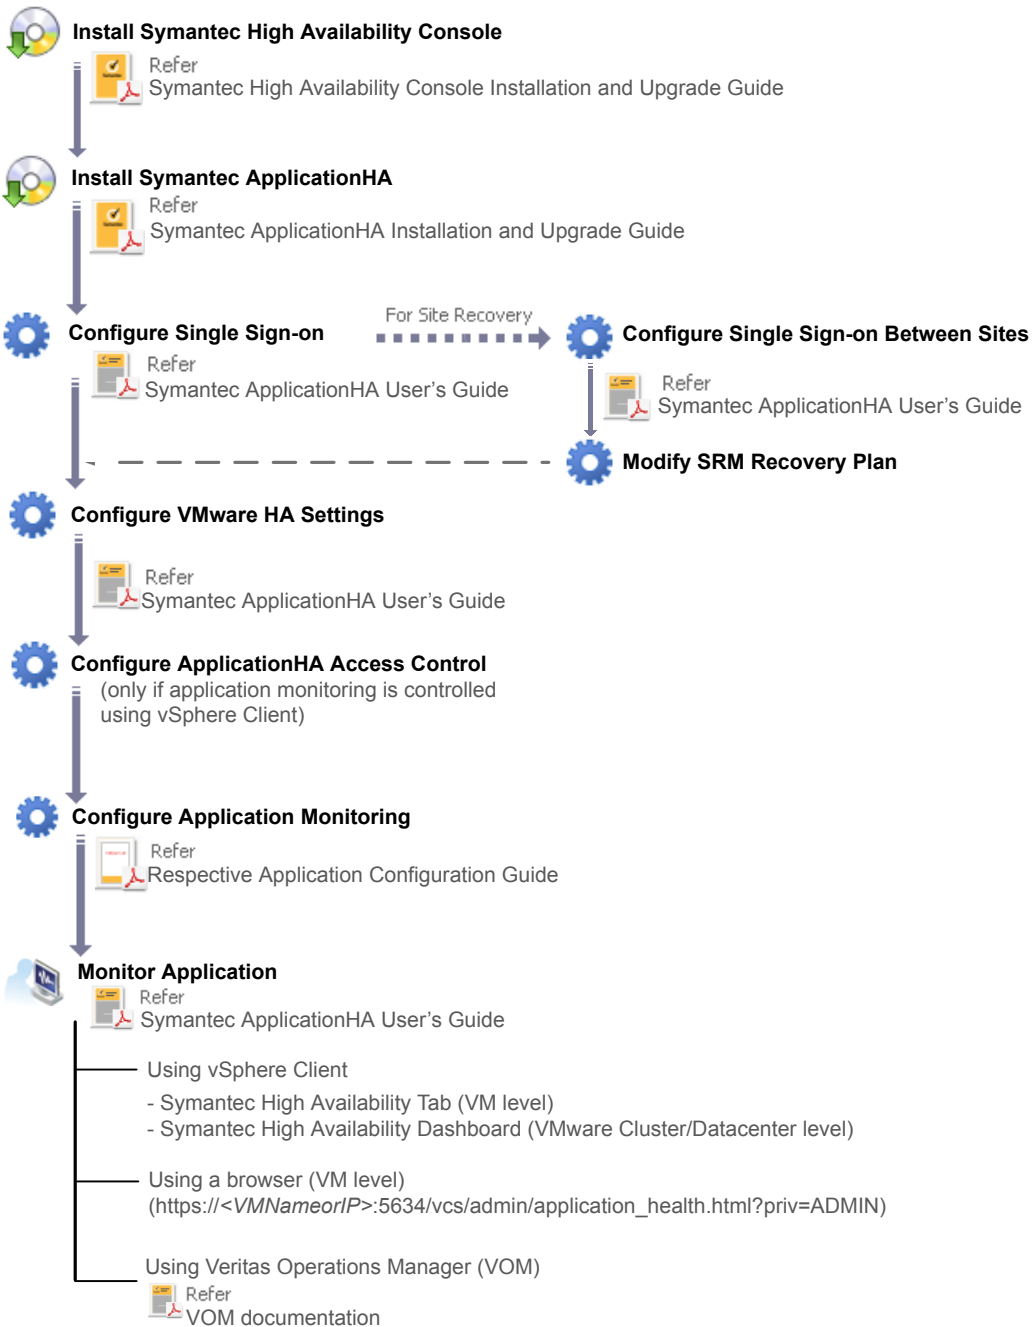 Install Symantec High Availability Console
Refer
Symantec High Availability Console Installation and Upgrade Guide
Install Symantec ApplicationHA
Refer
Symantec ApplicationHA Installation and Upgrade Guide
Configure Single Sign-on
Refer
Symantec ApplicationHA User's Guide
For Site Recovery
Configure Single Sign-on Between Sites
Refer
Symantec ApplicationHA User's Guide
Modify SRM Recovery Plan
Configure VMware HA Settings
Refer
Symantec ApplicationHA User's Guide
Configure ApplicationHA Access Control
(only if application monitoring is controlled
using vSphere Client)
Configure Application Monitoring
Refer
Respective Application Configuration Guide
Monitor Application
Refer
Symantec ApplicationHA User's Guide
Using vSphere Client
- Symantec High Availability Tab (VM level)
- Symantec High Availability Dashboard (VMware Cluster/Datacenter level)
Using a browser (VM level)
(https://<VMNameorIP>:5634/vcs/admin/application_health.html?priv=ADMIN)
Using Veritas Operations Manager (VOM)
Refer
VOM documentation